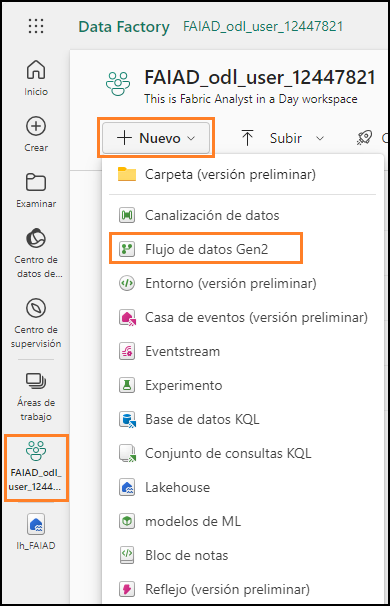 Data Factory
FAIAD_odl_user_12447821
Inicio
Crear
Examinar
Centro de
datos de...
Centro de
supervisión
Áreas de
trabajo
FAIAD_odl_
user_1244...
lh_FAIAD
FAIAD_odl_user_12447821
This is Fabric Analyst in a Day workspace
Nuevo
Subir
Carpeta (versión preliminar)
Canalización de datos
Flujo de datos Gen2
Entorno (versión preliminar)
Casa de eventos (versión preliminar)
Eventstream
Experimento
Base de datos KQL
Conjunto de consultas KQL
Lakehouse
modelos de ML
Bloc de notas
Reflejo (versión preliminar)